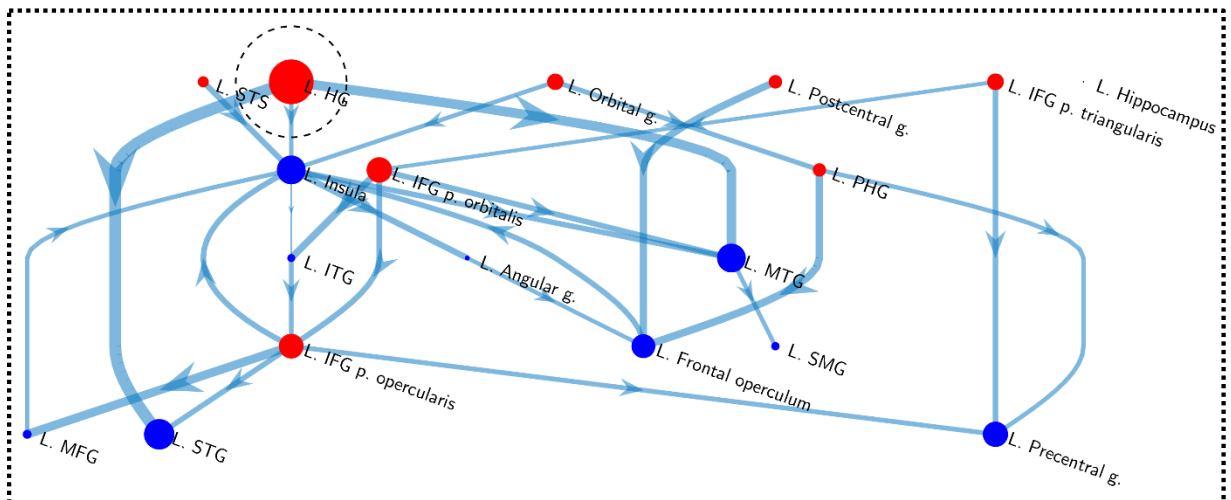 L. STS
L. HG
L. Orbital g.
L. Postcentral g.
L. IFG p. triangularis
L. Hippocampus
L. Insula
L. IFG p. orbitalis
L. PHG
L. ITG
L. Angular g.
L. MTG
L. IFG p. opercularis
L. Frontal operculum
L. SMG
L. MFG
L. STG
L. Precentral g.